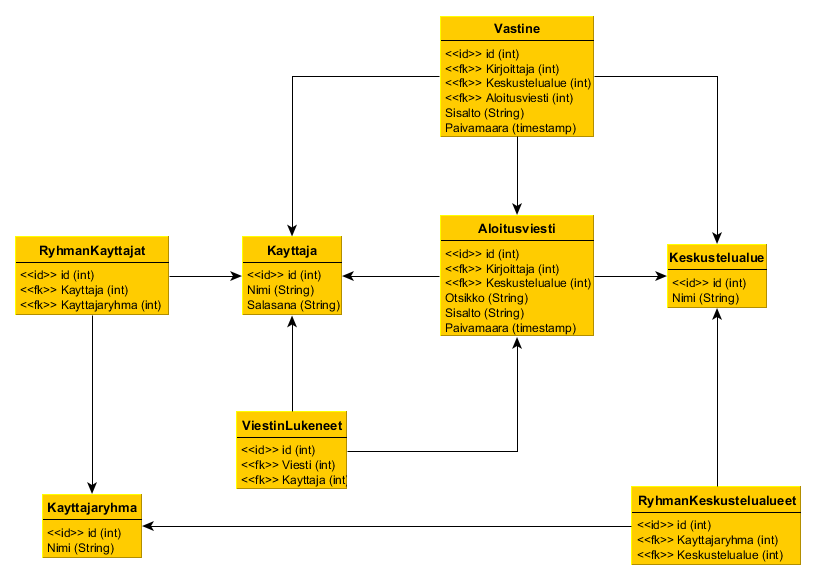 Vastine
<<id>> id (int)
<<fk>> Kirjoittaja (int)
<<fk>> Keskustelualue (int)
<<fk>> Aloitusviesti (int)
Sisalto (String)
Paivamaara (timestamp)
RyhmanKayttajat
<<id>> id (int)
<<fk>> Kayttaja (int)
<<fk>> Kayttajaryhma (int)
Kayttaja
<<id>> id (int)
Nimi (String)
Salasana (String)
Aloitusviesti
<<id>> id (int)
<<fk>> Kirjoittaja (int)
<<fk>> Keskustelualue (int)
Otsikko (String)
Sisalto (String)
Paivamaara (timestamp)
Keskustelualue
<<id>> id (int)
Nimi (String)
ViestinLukeneet
<<id>> id (int)
<<fk>> Viesti (int)
<<fk>> Kayttaja (int
Kayttajaryhma
<<id>> id (int)
Nimi (String)
RyhmanKeskustelualueet
<<id>> id (int)
<<fk>> Kayttajaryhma (int)
<<fk>> Keskustelualue (int)